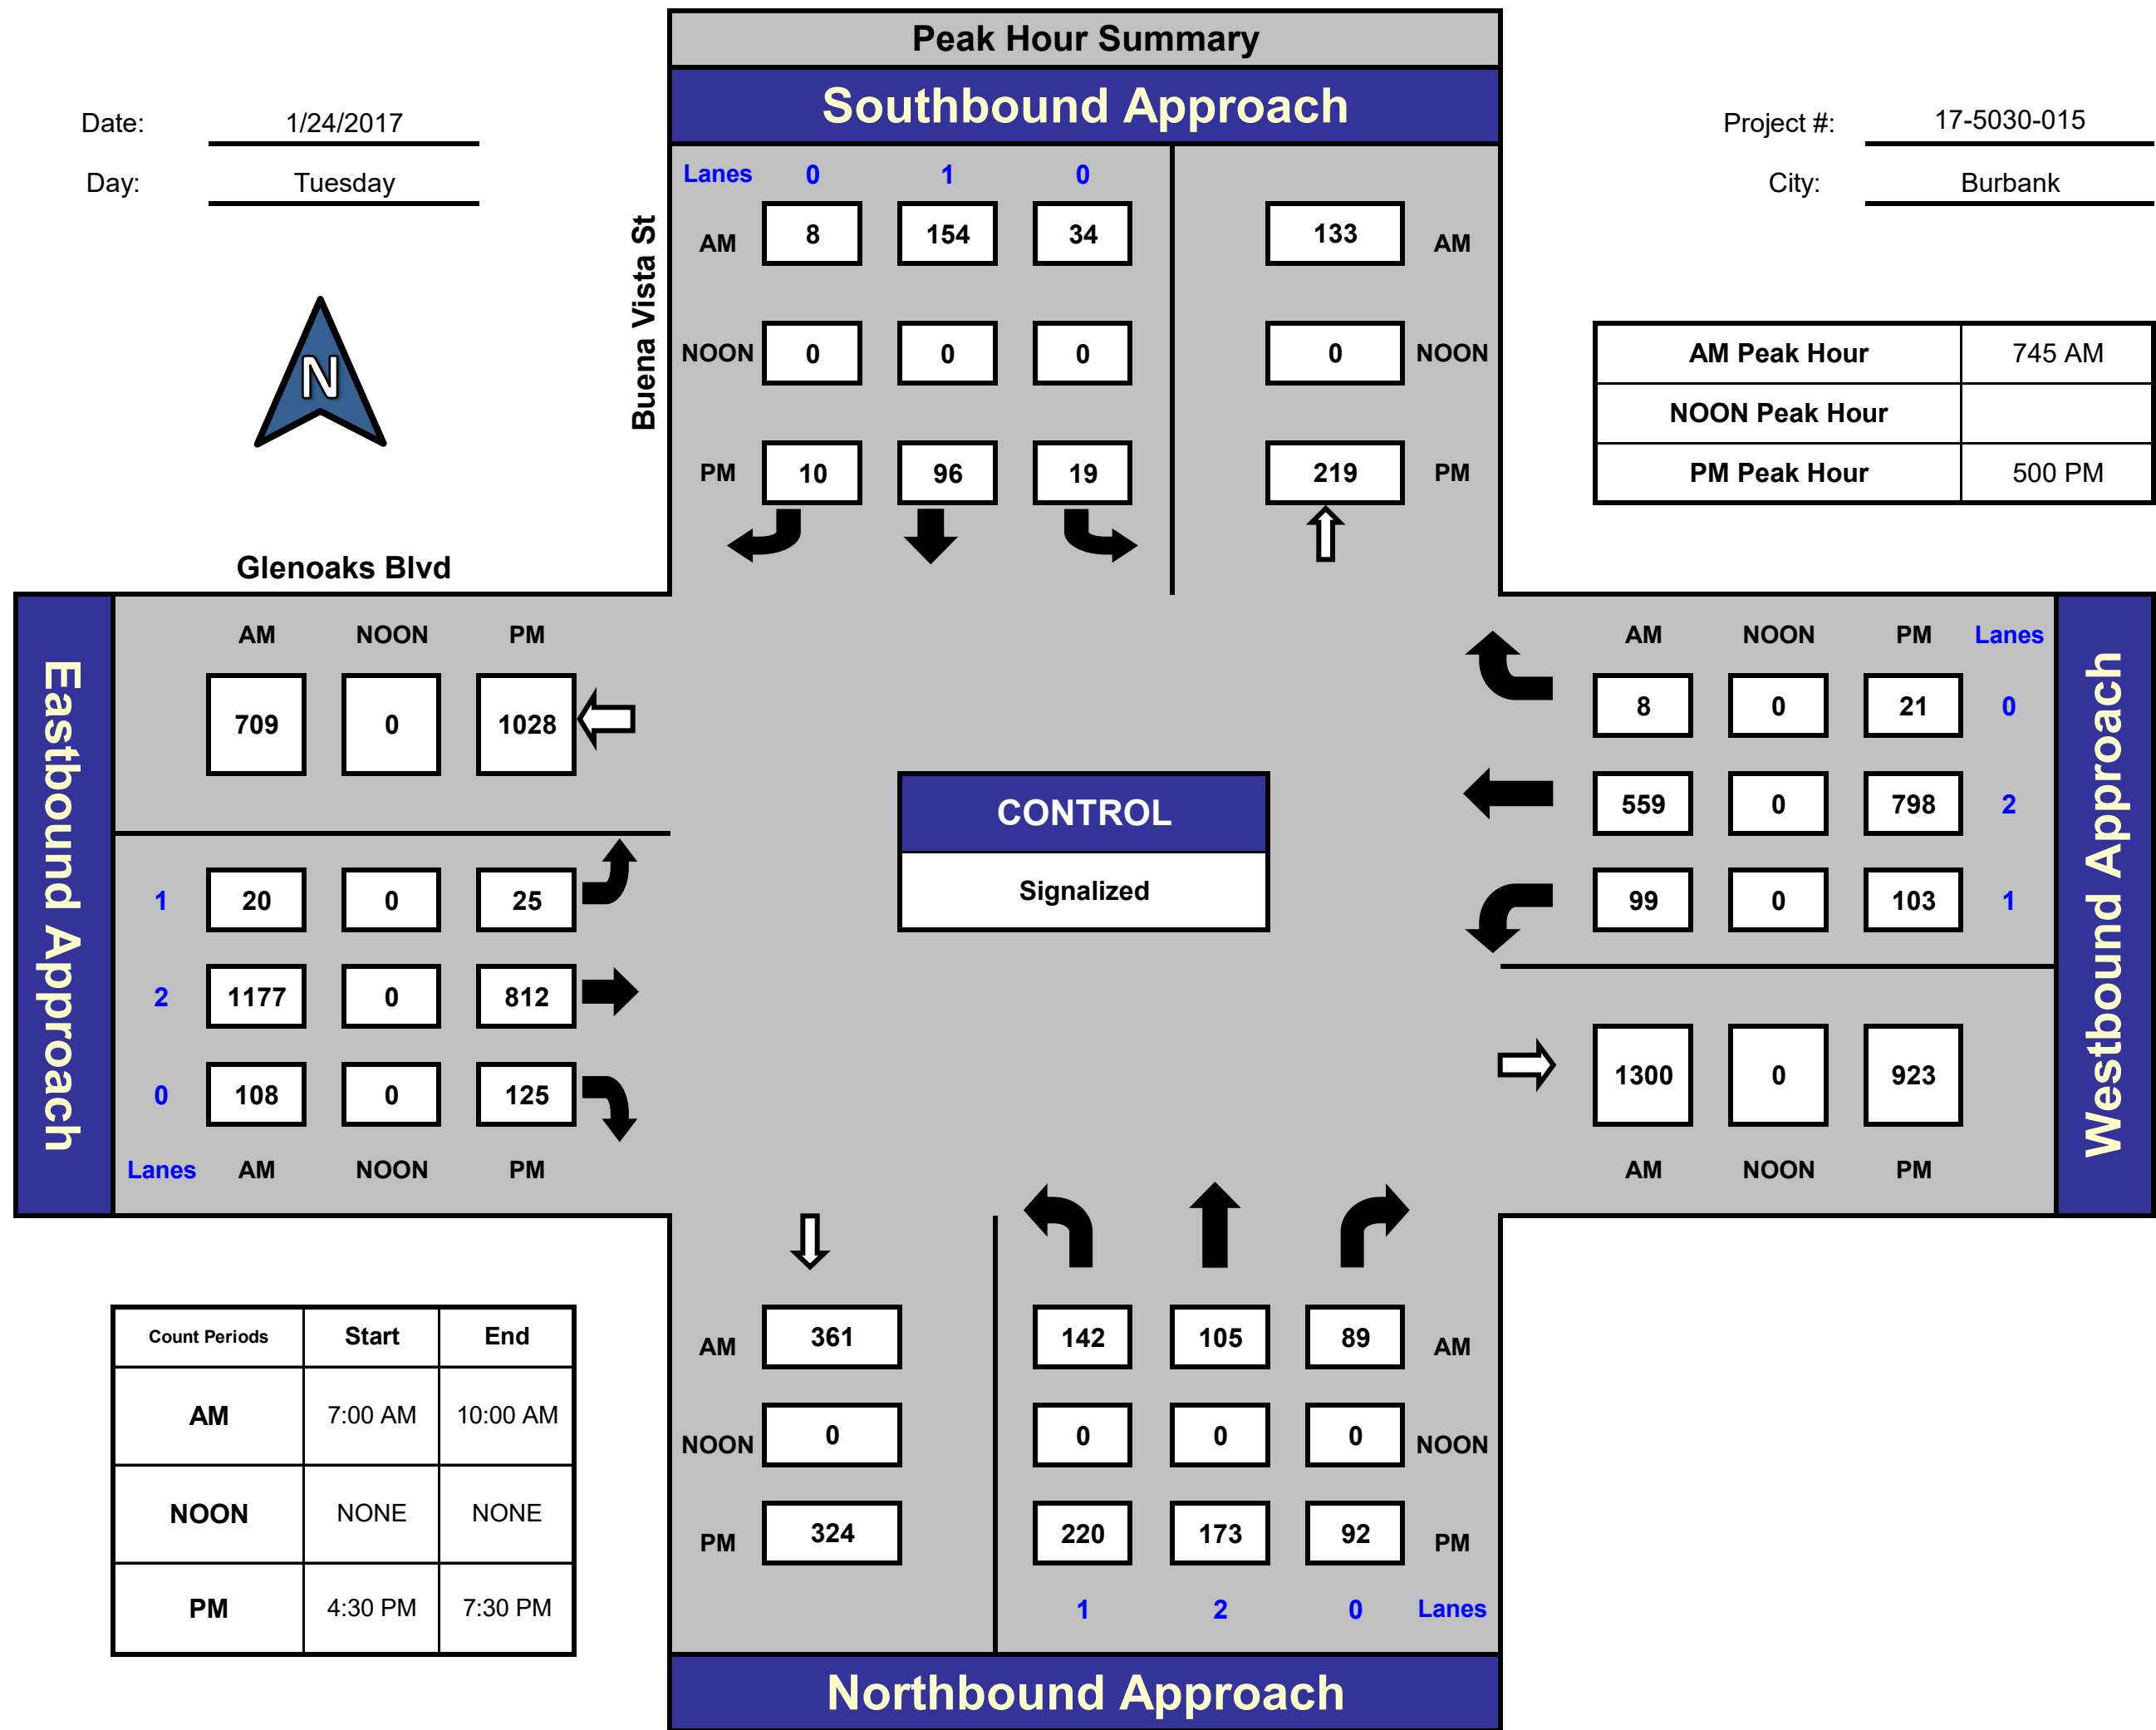 Peak Hour Summary
Southbound Approach
Date: 1/24/2017
Day: Tuesday
Project #: 17-5030-015
City: Burbank
N
Buena Vista St
Lanes 0 1 0
AM 8 154 34 133 AM
NOON 0 0 0 0 NOON
PM 10 96 19 219 PM
AM Peak Hour 745 AM
NOON Peak Hour
PM Peak Hour 500 PM
Glenoaks Blvd
Eastbound Approach
AM NOON PM
709 0 1028
1 20 0 25
2 1177 0 812
0 108 0 125
Lanes AM NOON PM
CONTROL
Signalized
AM NOON PM Lanes
8 0 21 0
559 0 798 2
99 0 103 1
1300 0 923
AM NOON PM
Westbound Approach
Count Periods Start End
AM 7:00 AM 10:00 AM
NOON NONE NONE
PM 4:30 PM 7:30 PM
AM 361 142 105 89 AM
NOON 0 0 0 0 NOON
PM 324 220 173 92 PM
1 2 0 Lanes
Northbound Approach